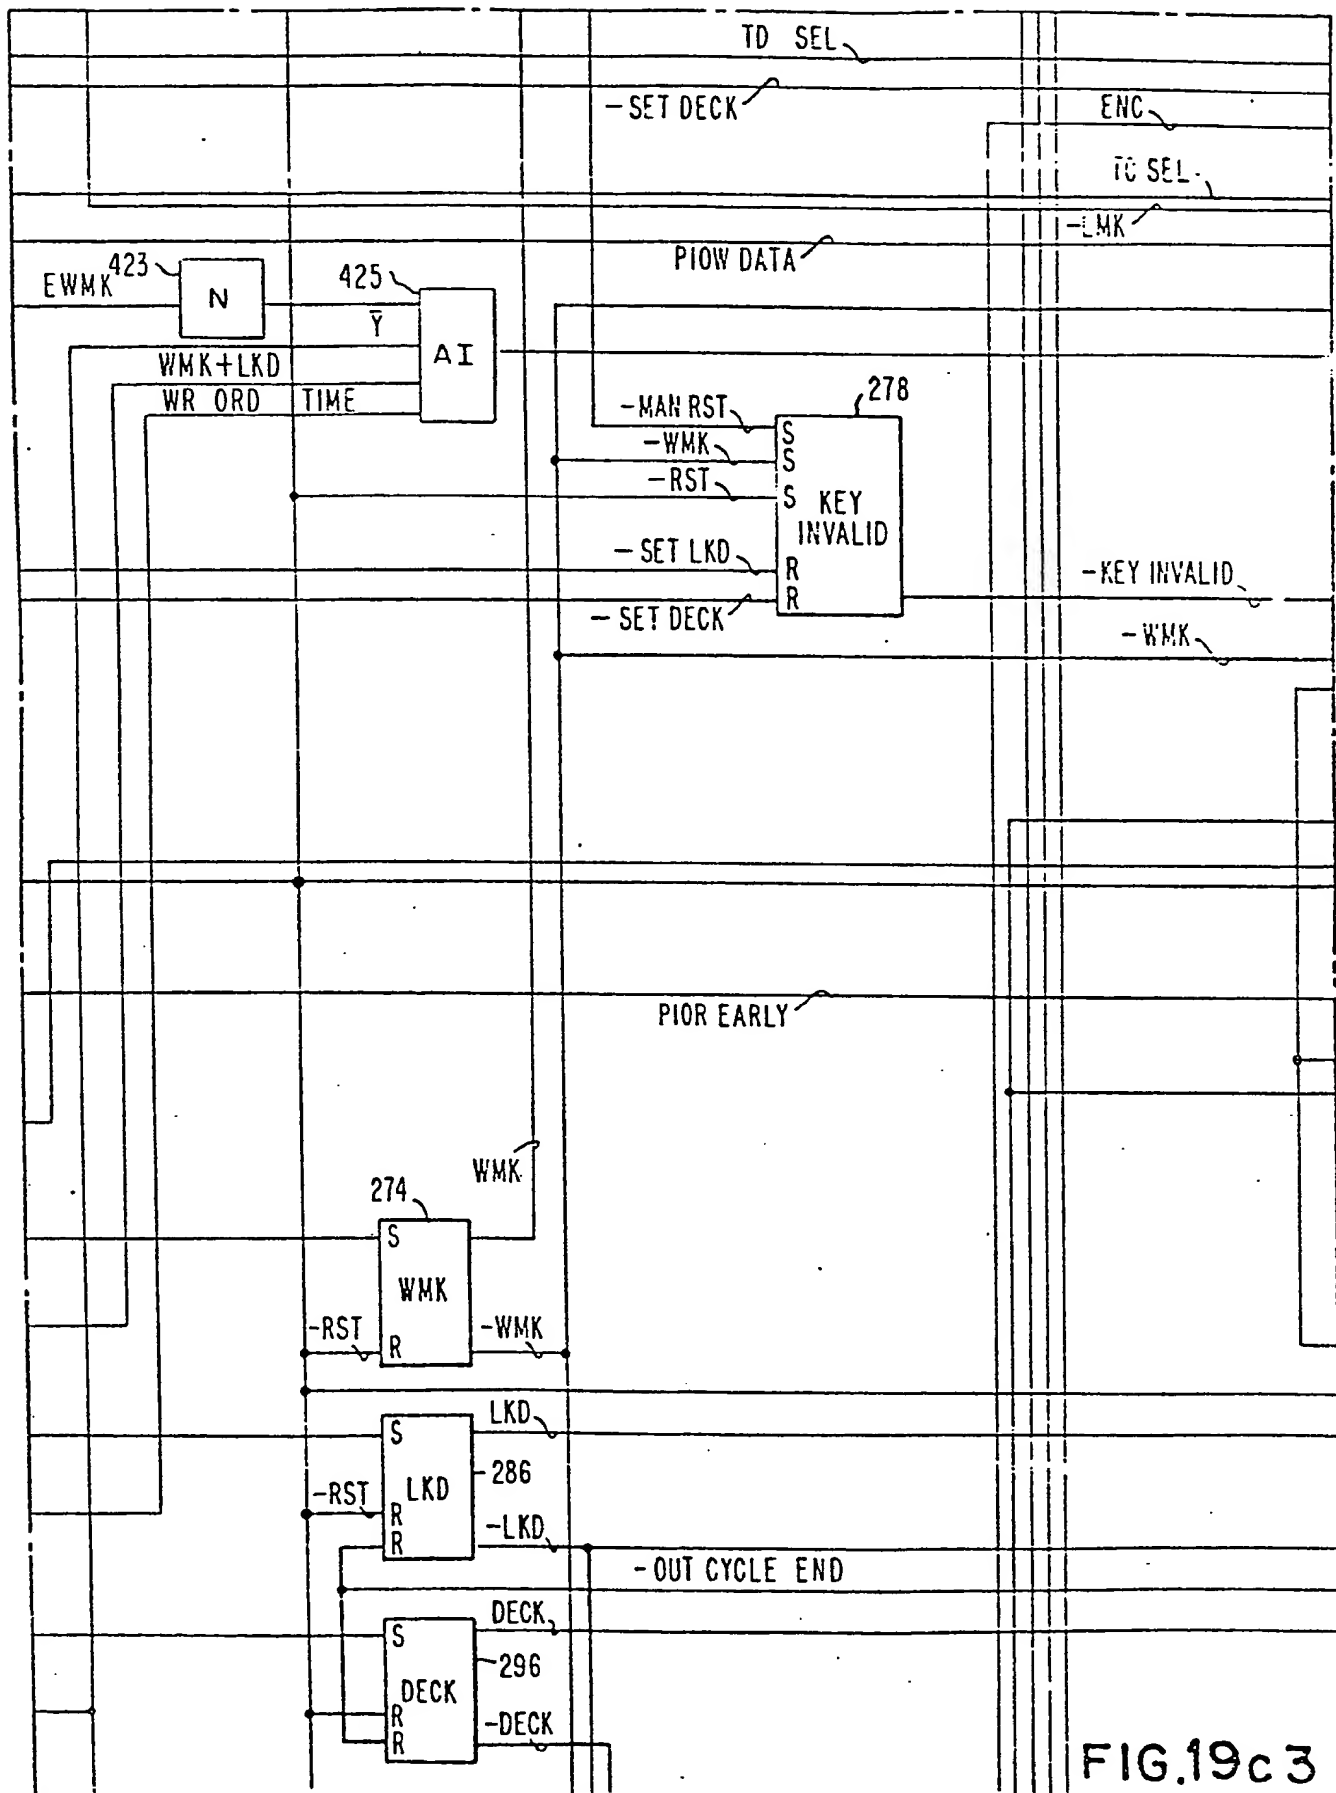 TD SEL
-SET DECK
ENC
TC SEL
-LMK
PIOW DATA
423
EWMK
N
425
Y̅
AI
WMK+LKD
WR ORD TIME
278
-MAN RST
S
-WMK
S
-RST
S
KEY
INVALID
-SET LKD
R
-KEY INVALID
R
-SET DECK
-WMK
PIOR EARLY
WMK
274
S
WMK
-RST
R
-WMK
LKD
S
286
LKD
-RST
R
-LKD
R
-OUT CYCLE END
DECK
S
296
DECK
R
-DECK
R
FIG.19c3